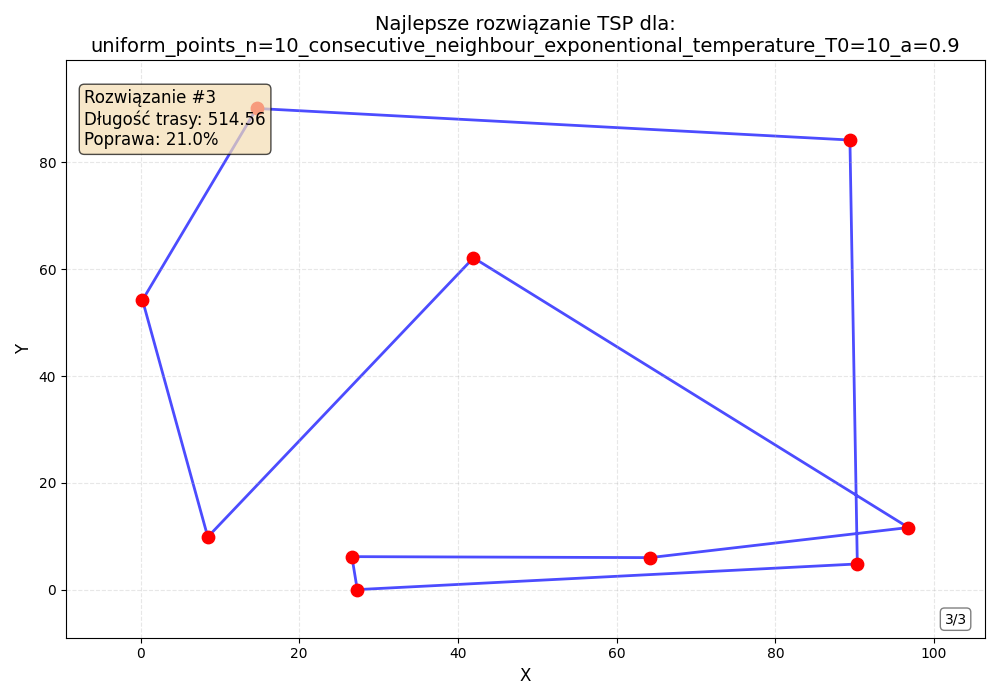 Najlepsze rozwiązanie TSP dla:
uniform_points_n=10_consecutive_neighbour_exponentional_temperature_T0=10_a=0.9
Rozwiązanie #3
Długość trasy: 514.56
Poprawa: 21.0%
Y
80
60
40
20
0
3/3
0 20 40 60 80 100
X